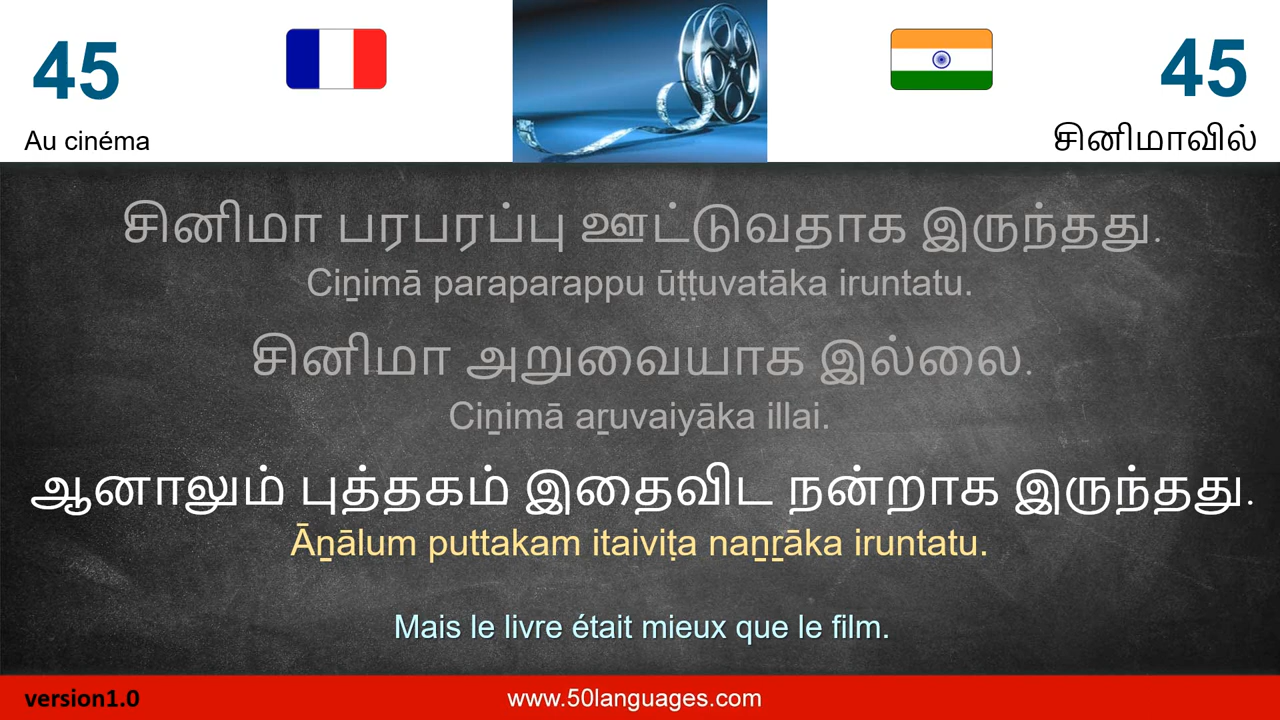 45
45
Au cinéma
சினிமாவில்
சினிமா பரபரப்பு ஊட்டுவதாக இருந்தது.
Ciṉimā paraparappu ūṭṭuvatāka iruntatu.
சினிமா அறுவையாக இல்லை.
Ciṉimā aṟuvaiyāka illai.
ஆனாலும் புத்தகம் இதைவிட நன்றாக இருந்தது.
Āṉālum puttakam itaiviṭa naṉṟāka iruntatu.
Mais le livre était mieux que le film.
version1.0
www.50languages.com